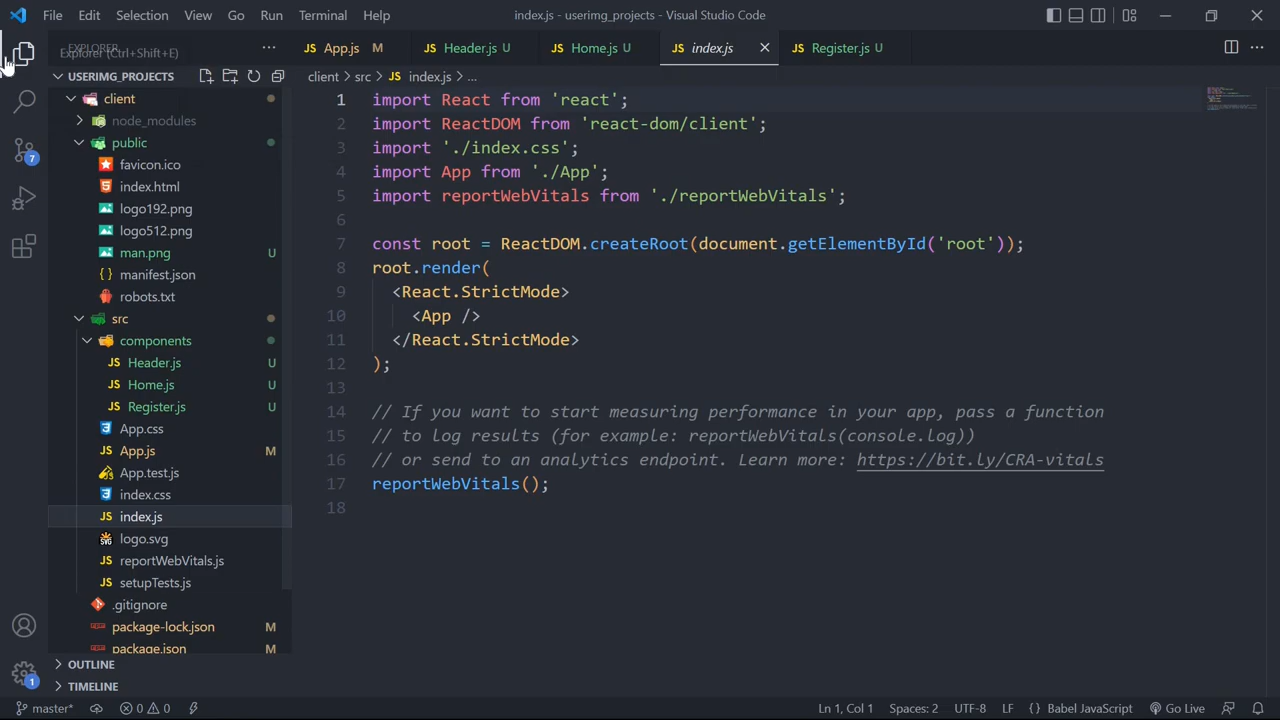 File Edit Selection View Go Run Terminal Help
index.js - userimg_projects - Visual Studio Code
EXPLORER
Explorer (Ctrl+Shift+E)
App.js M
Header.js U
Home.js U
index.js
Register.js U
USERIMG_PROJECTS
client > src > JS index.js > ...
client
node_modules
public
favicon.ico
index.html
logo192.png
logo512.png
man.png U
manifest.json
robots.txt
src
components
JS Header.js U
JS Home.js U
JS Register.js U
App.css
JS App.js M
App.test.js
index.css
JS index.js
logo.svg
JS reportWebVitals.js
JS setupTests.js
.gitignore
package-lock.json M
package.json M
OUTLINE
TIMELINE
7
1
1 import React from 'react';
2 import ReactDOM from 'react-dom/client';
3 import './index.css';
4 import App from './App';
5 import reportWebVitals from './reportWebVitals';
6
7 const root = ReactDOM.createRoot(document.getElementById('root'));
8 root.render(
9 <React.StrictMode>
10 <App />
11 </React.StrictMode>
12 );
13
14 // If you want to start measuring performance in your app, pass a function
15 // to log results (for example: reportWebVitals(console.log))
16 // or send to an analytics endpoint. Learn more: https://bit.ly/CRA-vitals
17 reportWebVitals();
18
master* 0 0 Ln 1, Col 1 Spaces: 2 UTF-8 LF {} Babel JavaScript Go Live